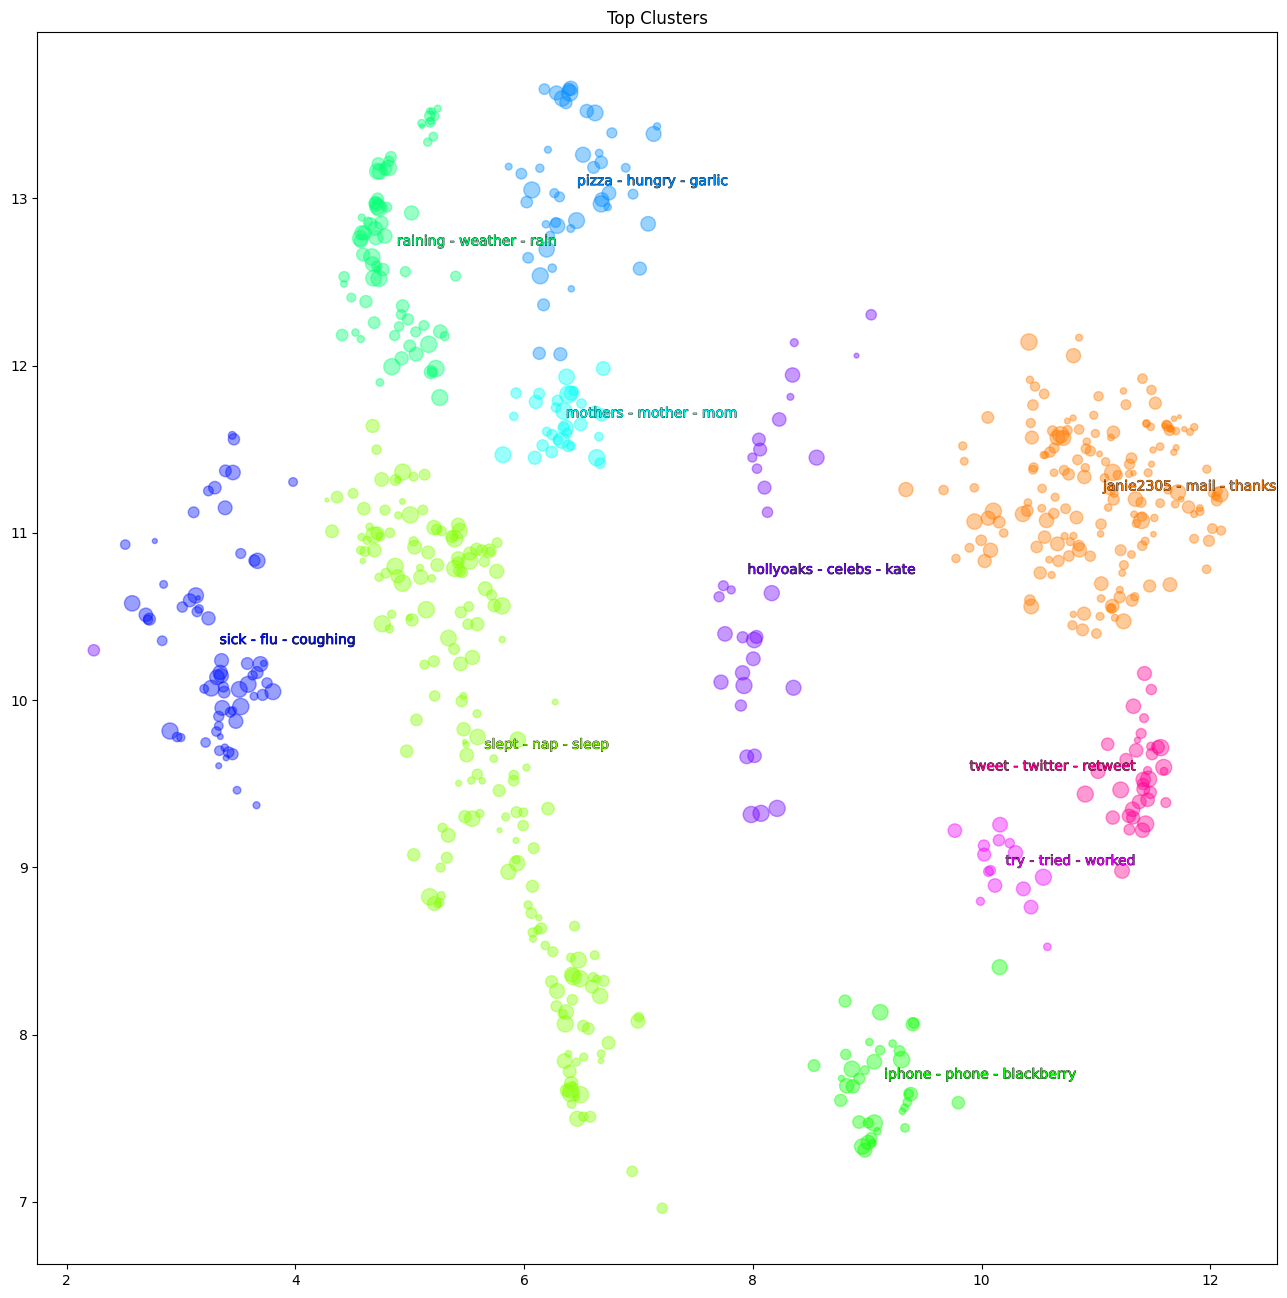 Top Clusters
13
pizza - hungry - garlic
raining - weather - rain
12
mothers - mother - mom
janie2305 - mail - thanks
11
hollyoaks - celebs - kate
sick - flu - coughing
10
slept - nap - sleep
tweet - twitter - retweet
9
try - tried - worked
8
iphone - phone - blackberry
7
2 4 6 8 10 12